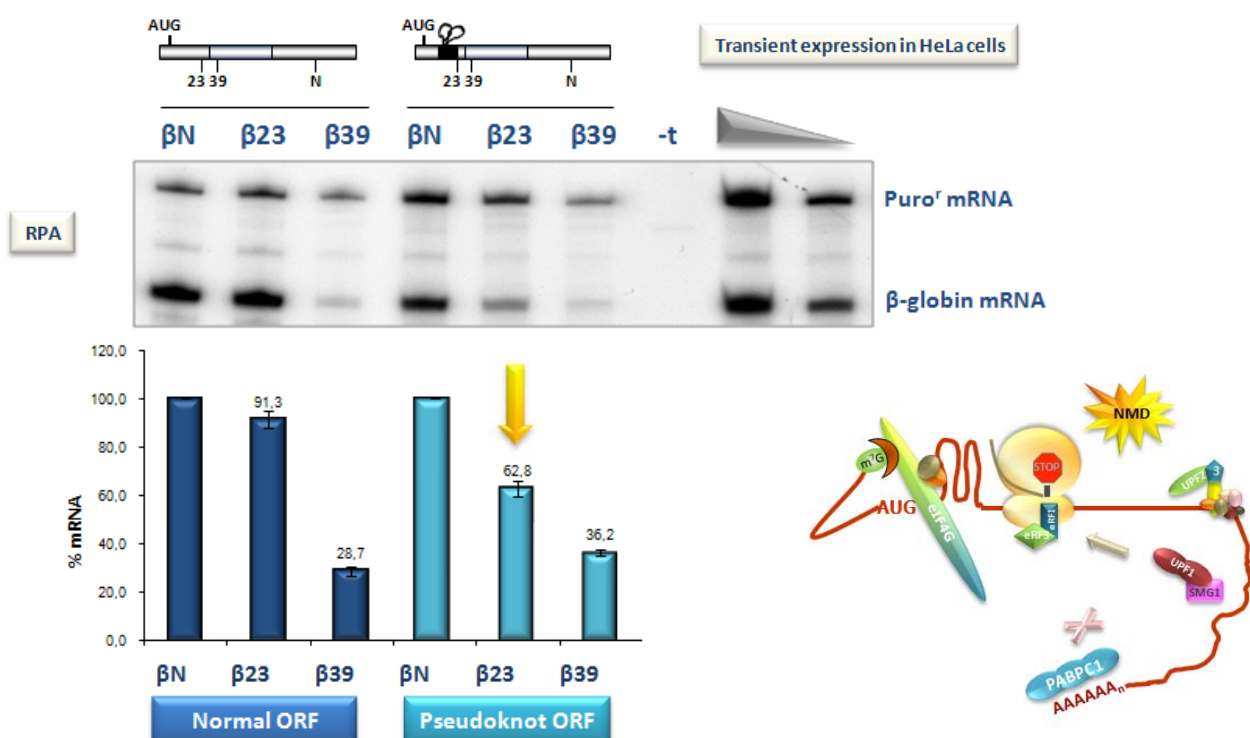 AUG
AUG
Transient expression in HeLa cells
23 39 N
23 39 N
βN β23 β39 βN β23 β39 -t
Puroʳ mRNA
RPA
β-globin mRNA
% mRNA
120,0
100,0
80,0
60,0
40,0
20,0
0,0
91,3
28,7
62,8
36,2
βN β23 β39 βN β23 β39
Normal ORF Pseudoknot ORF
NMD
m⁷G
STOP
UPF2 3
AUG
eIF4G
eRF1
eRF3
UPF1
SMG1
PABPC1
AAAAAAₙ